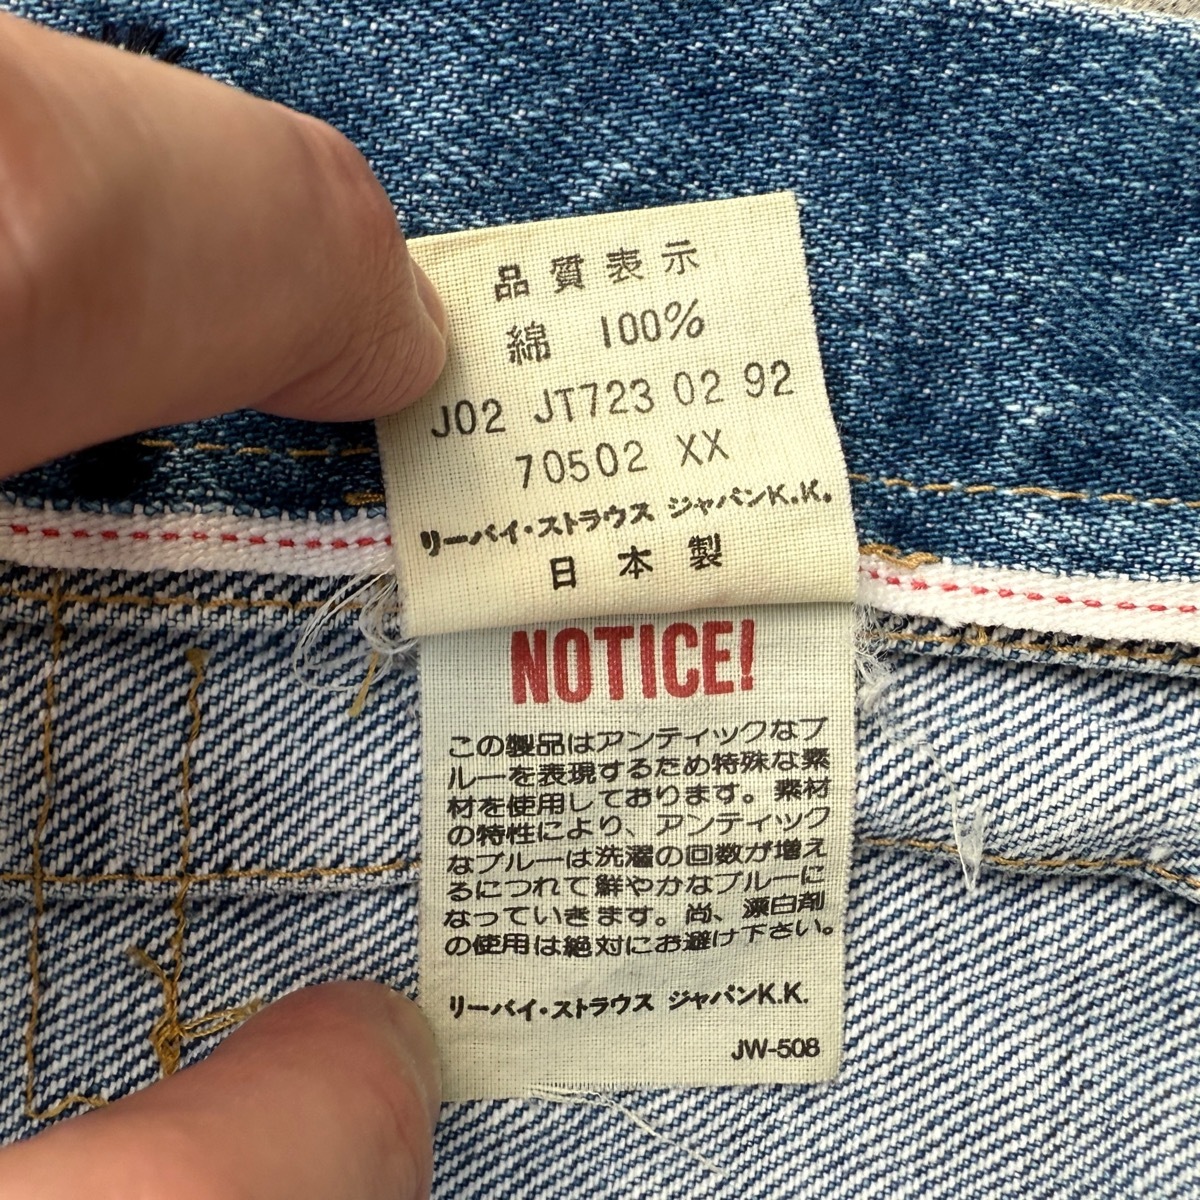 品質表示
綿 100%
J02 JT723 02 92
70502 XX
リーバイ・ストラウス ジャパンK.K.
日本製
NOTICE!
この製品はアンティックなブ
ルーを表現するため特殊な素
材を使用しております。素材
の特性により、アンティック
なブルーは洗濯の回数が増え
るにつれて鮮やかなブルーに
なっていきます。尚、漂白剤
の使用は絶対にお避け下さい。
リーバイ・ストラウス ジャパンK.K.
JW-508